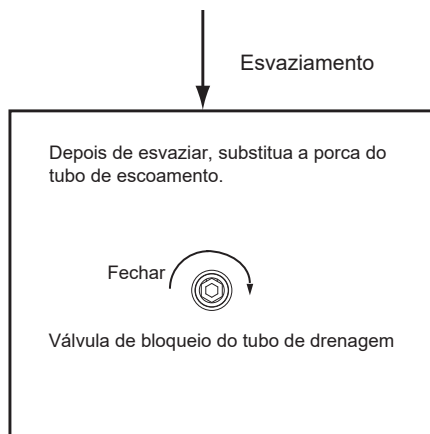 Esvaziamento
Depois de esvaziar, substitua a porca do
tubo de escoamento.
Fechar
Válvula de bloqueio do tubo de drenagem